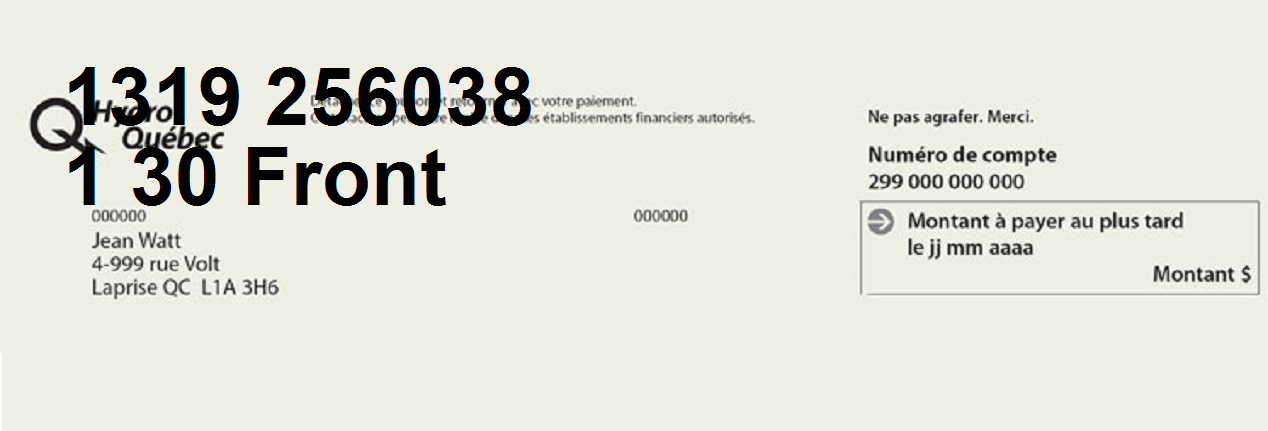 1319 256038
1 30 Front
Hydro
Québec
votre paiement.
établissements financiers autorisés.
Ne pas agrafer. Merci.
Numéro de compte
299 000 000 000
000000
Jean Watt
4-999 rue Volt
Laprise QC L1A 3H6
000000
Montant à payer au plus tard
le jj mm aaaa
Montant $